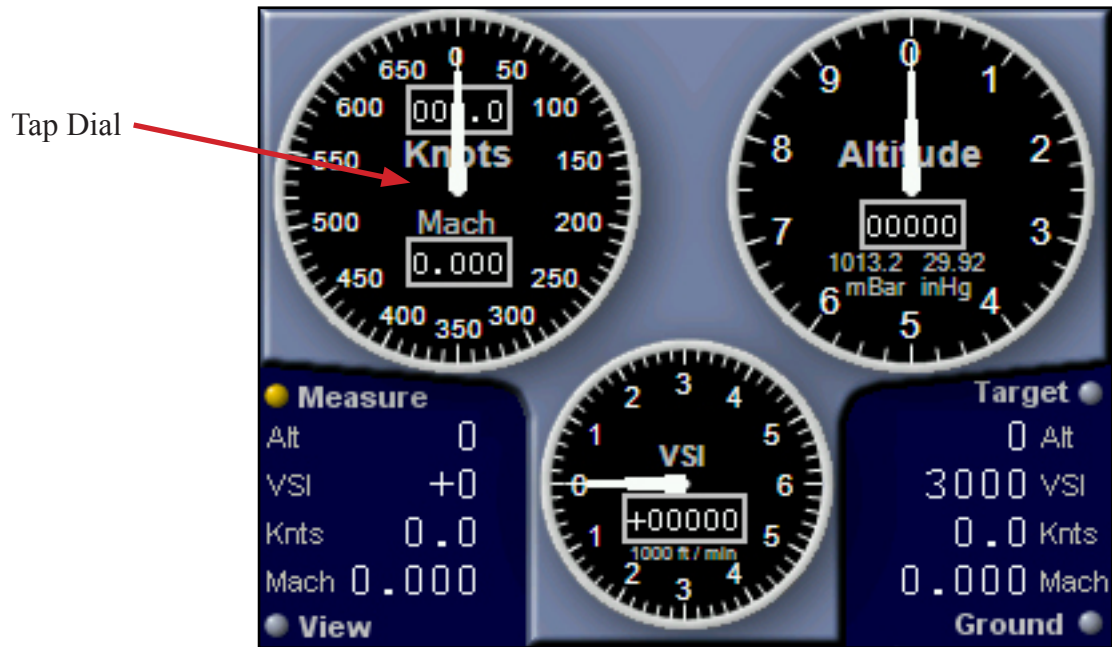 Tap Dial
0
50
100
150
200
250
300
350
400
450
500
550
600
650
Knots
Mach
0.000
0
1
2
3
4
5
6
7
8
9
Altitude
00000
1013.2 29.92
mBar inHg
0
1
2
3
4
5
6
5
4
3
2
1
VSI
+00000
1000 ft / min
Measure
Alt 0
VSI +0
Knts 0.0
Mach 0.000
View
Target
0 Alt
3000 VSI
0.0 Knts
0.000 Mach
Ground